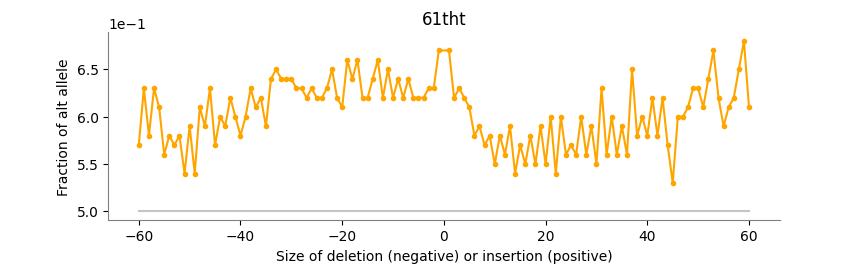 61tht
1e−1
6.5
6.0
5.5
5.0
Fraction of alt allele
−60 −40 −20 0 20 40 60
Size of deletion (negative) or insertion (positive)